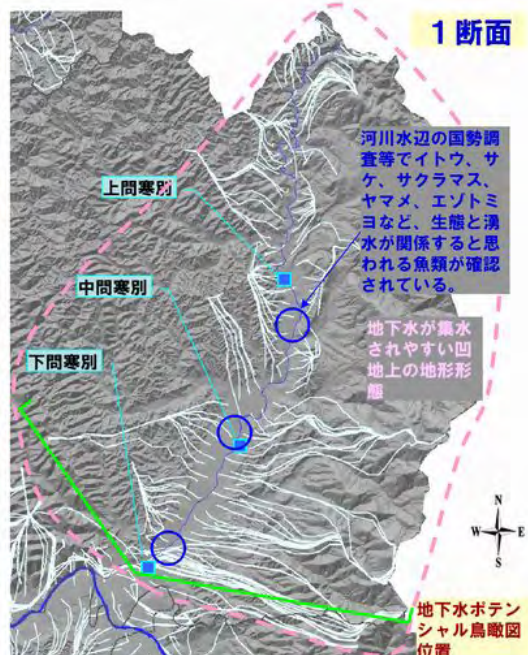 1断面
河川水辺の国勢調
査等でイトウ、サ
ケ、サクラマス、
ヤマメ、エゾトミ
ヨなど、生態と湧
水が関係すると思
われる魚類が確認
されている。
上問寒別
中問寒別
地下水が集水
されやすい凹
地上の地形形
態
下問寒別
N
W
E
S
地下水ポテン
シャル鳥瞰図
位置